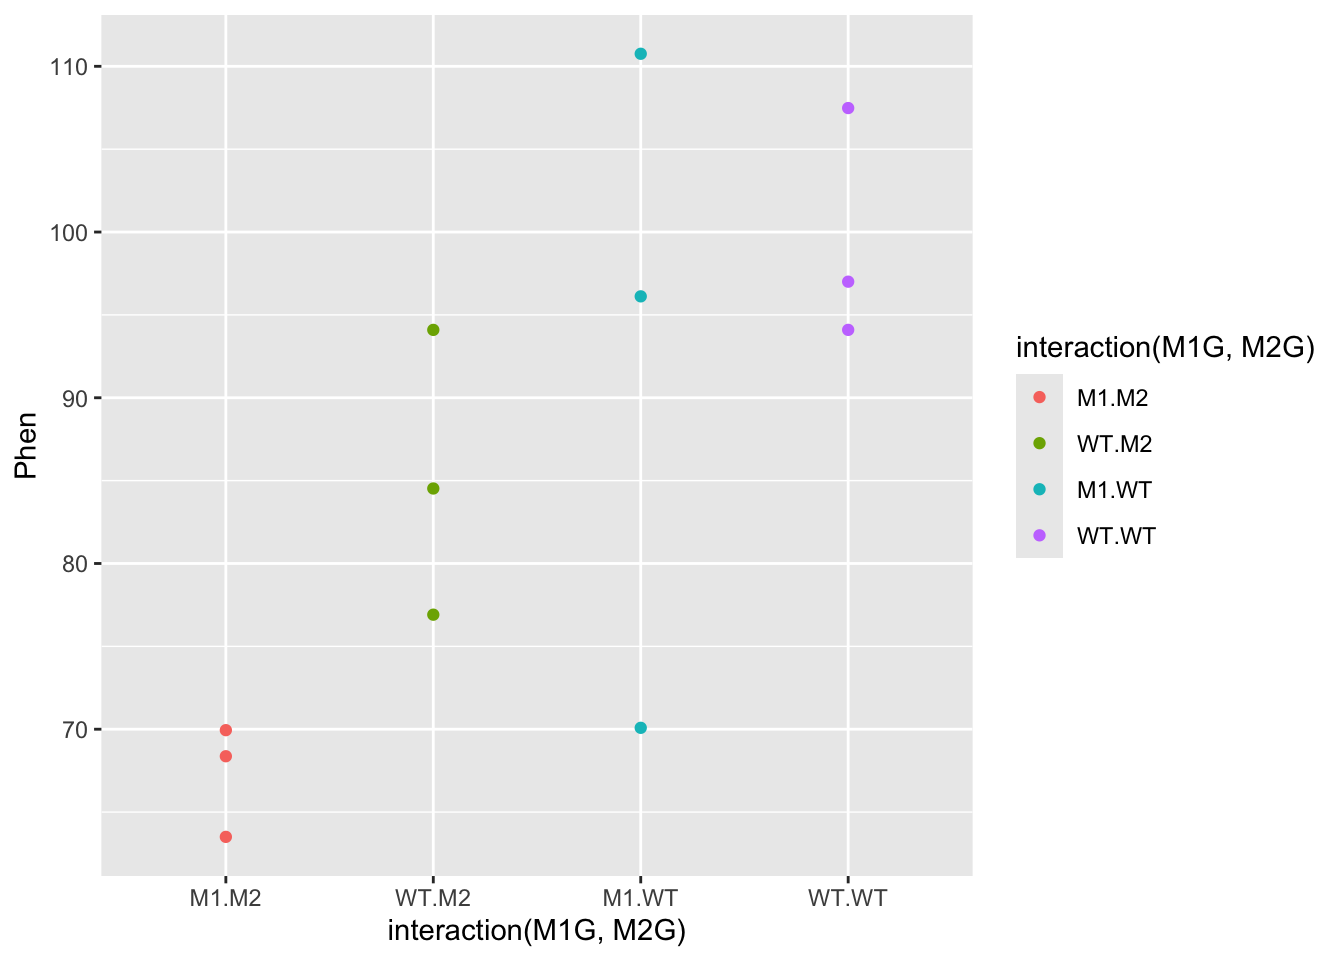 110
100
90
80
70
Phen
M1.M2
WT.M2
M1.WT
WT.WT
interaction(M1G, M2G)
interaction(M1G, M2G)
M1.M2
WT.M2
M1.WT
WT.WT